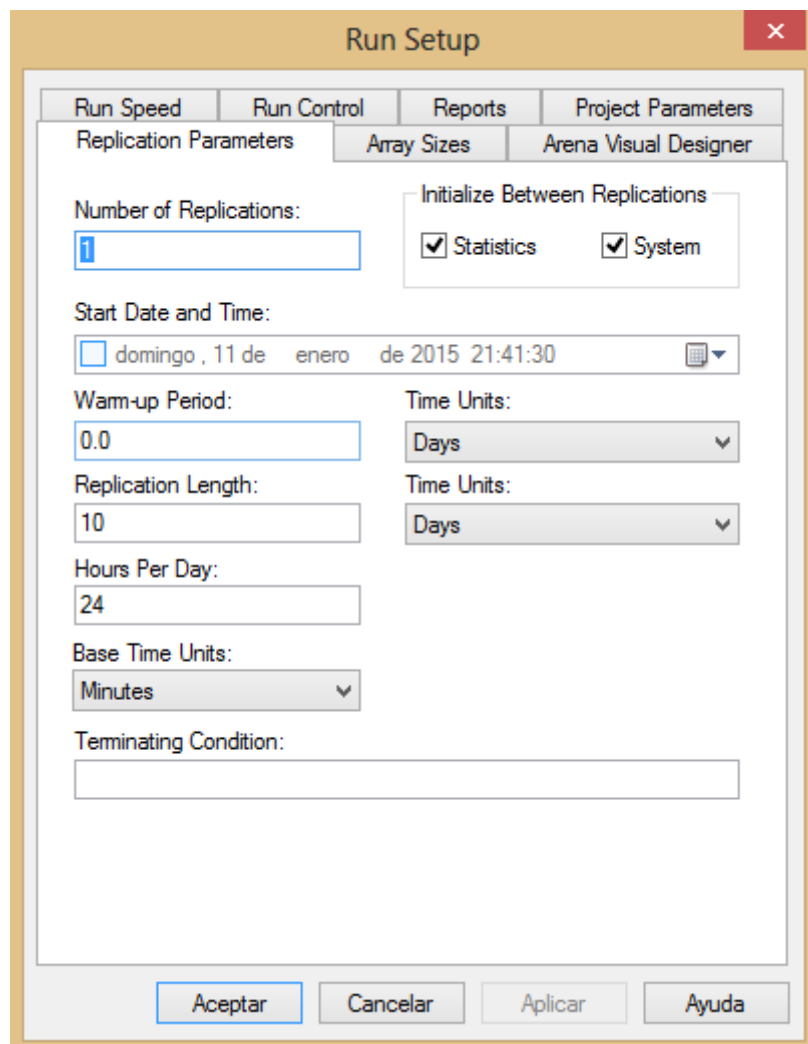 Run Setup
Run Speed Run Control Reports Project Parameters
Replication Parameters Array Sizes Arena Visual Designer
Number of Replications:
Initialize Between Replications
1
Statistics System
Start Date and Time:
domingo , 11 de enero de 2015 21:41:30
Warm-up Period: Time Units:
0.0 Days
Replication Length: Time Units:
10 Days
Hours Per Day:
24
Base Time Units:
Minutes
Terminating Condition:
Aceptar Cancelar Aplicar Ayuda